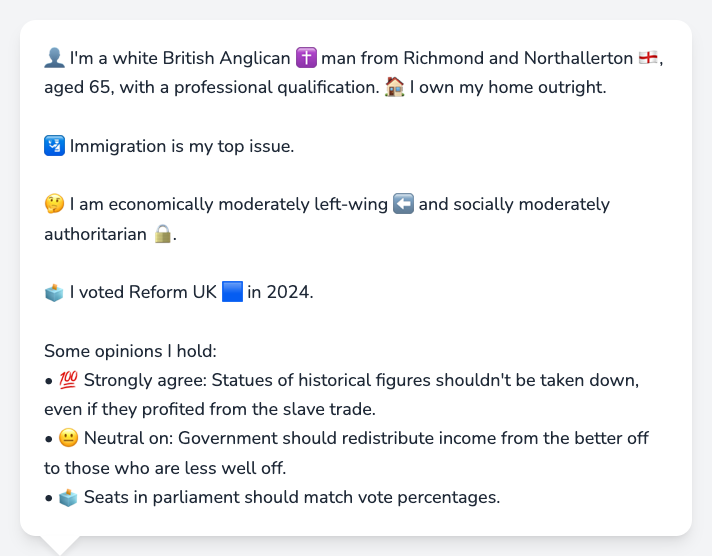 👤 I'm a white British Anglican ✝️ man from Richmond and Northallerton 🏴󠁧󠁢󠁥󠁮󠁧󠁿,
aged 65, with a professional qualification. 🏠 I own my home outright.
🛂 Immigration is my top issue.
🤔 I am economically moderately left-wing ⬅️ and socially moderately
authoritarian 🔒.
🗳️ I voted Reform UK 🟦 in 2024.
Some opinions I hold:
• 💯 Strongly agree: Statues of historical figures shouldn't be taken down,
even if they profited from the slave trade.
• 😐 Neutral on: Government should redistribute income from the better off
to those who are less well off.
• 🗳️ Seats in parliament should match vote percentages.